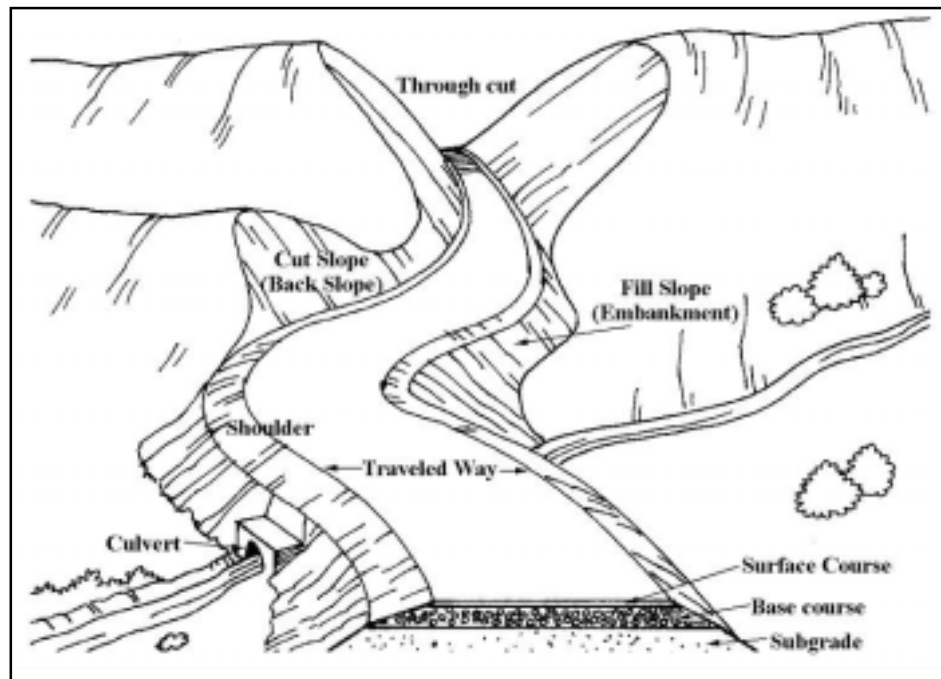 Through cut
Cut Slope
(Back Slope)
Fill Slope
(Embankment)
Shoulder
Traveled Way
Culvert
Surface Course
Base course
Subgrade